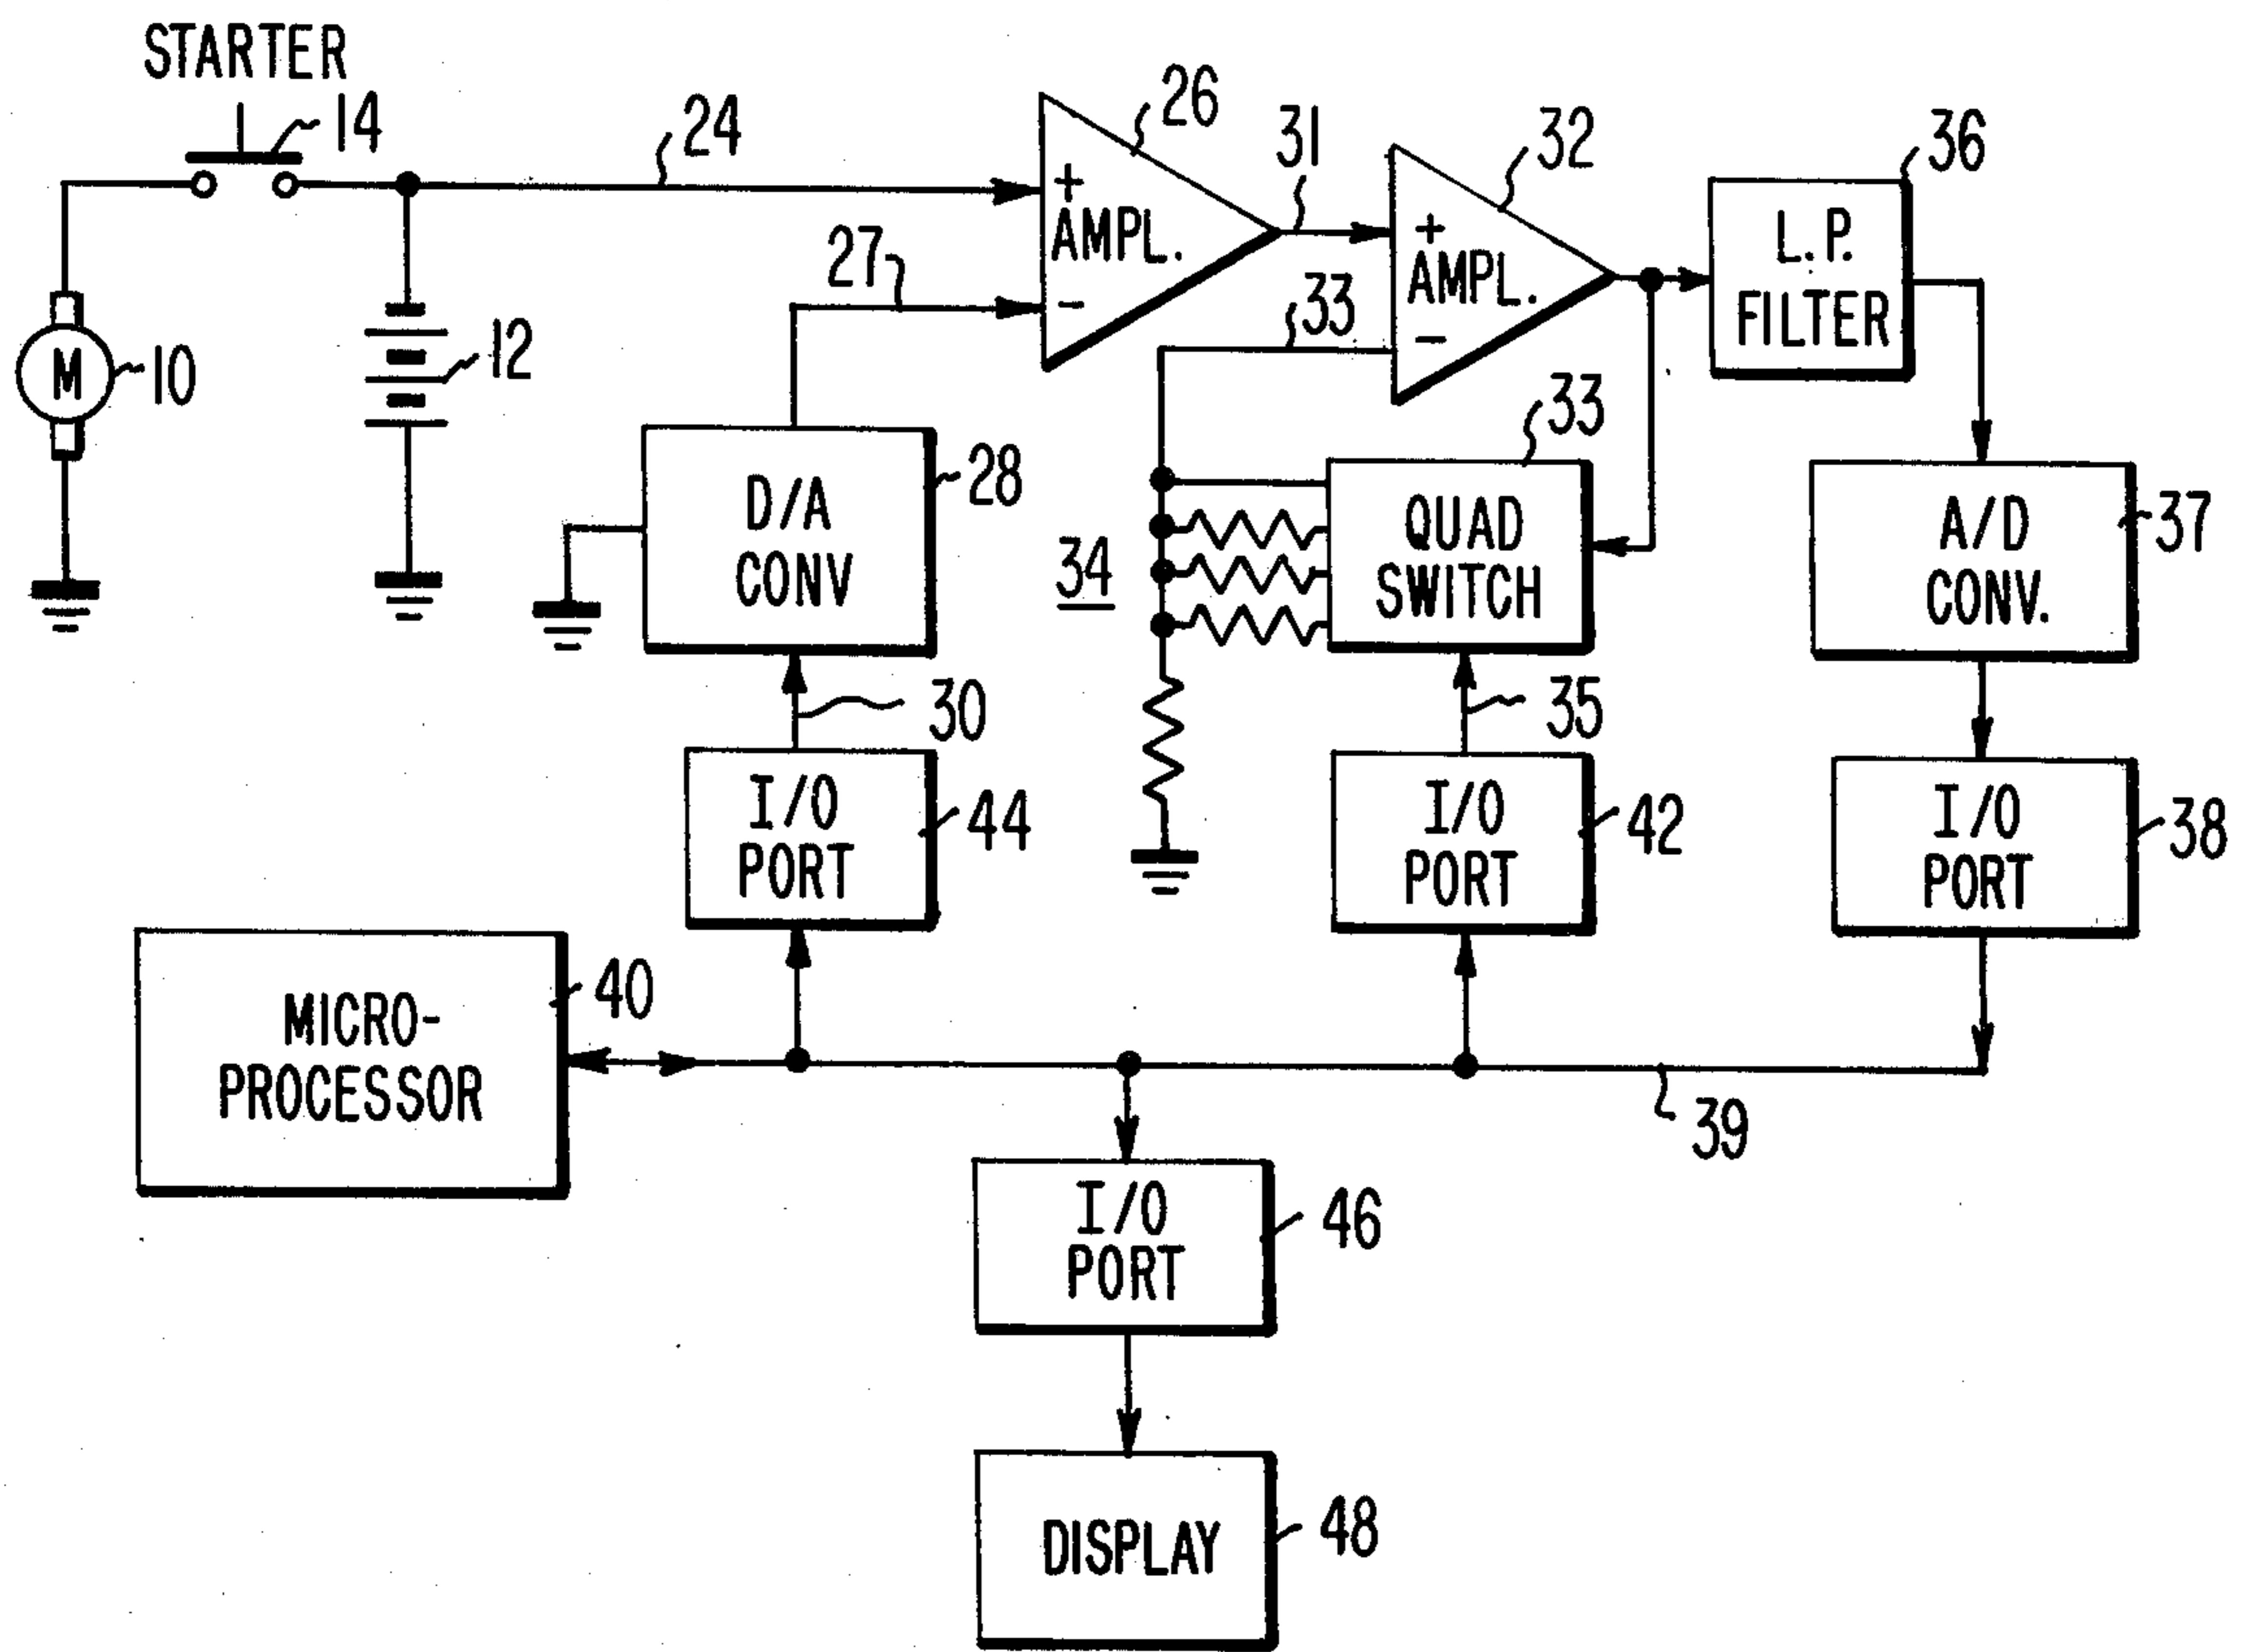 STARTER
14
24
26
31
32
36
+
AMPL.
-
+
AMPL.
-
L.P.
FILTER
27
33
M
10
12
D/A
CONV
28
34
33
QUAD
SWITCH
A/D
CONV.
37
30
35
I/O
PORT
44
I/O
PORT
42
I/O
PORT
38
MICRO-
PROCESSOR
40
39
I/O
PORT
46
DISPLAY
48